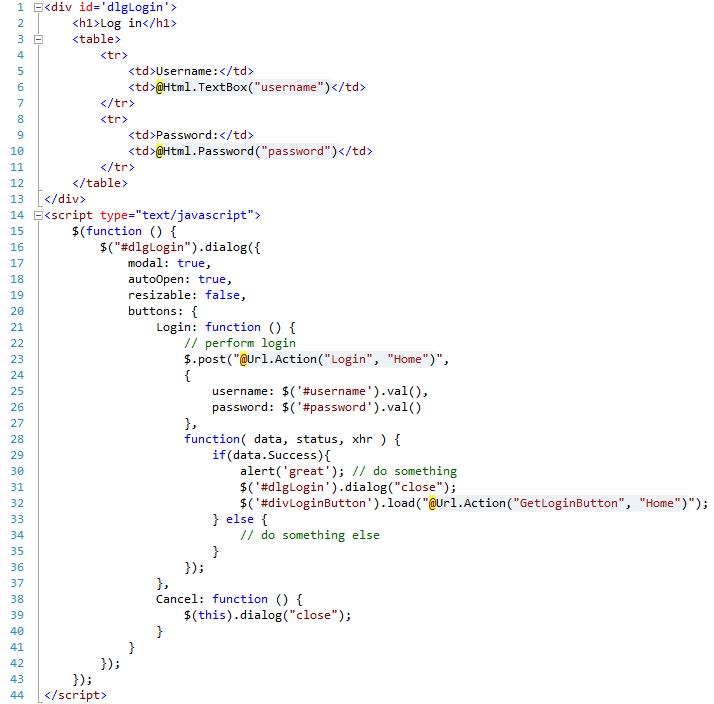 1 <div id='dlgLogin'>
2     <h1>Log in</h1>
3     <table>
4         <tr>
5             <td>Username:</td>
6             <td>@Html.TextBox("username")</td>
7         </tr>
8         <tr>
9             <td>Password:</td>
10             <td>@Html.Password("password")</td>
11         </tr>
12     </table>
13 </div>
14 <script type="text/javascript">
15     $(function () {
16         $("#dlgLogin").dialog({
17             modal: true,
18             autoOpen: true,
19             resizable: false,
20             buttons: {
21                 Login: function () {
22                     // perform login
23                     $.post("@Url.Action("Login", "Home")",
24                     {
25                         username: $('#username').val(),
26                         password: $('#password').val()
27                     },
28                     function( data, status, xhr ) {
29                         if(data.Success){
30                             alert('great'); // do something
31                             $('#dlgLogin').dialog("close");
32                             $('#divLoginButton').load("@Url.Action("GetLoginButton", "Home")");
33                         } else {
34                             // do something else
35                         }
36                     });
37                 },
38                 Cancel: function () {
39                     $(this).dialog("close");
40                 }
41             }
42         });
43     });
44 </script>